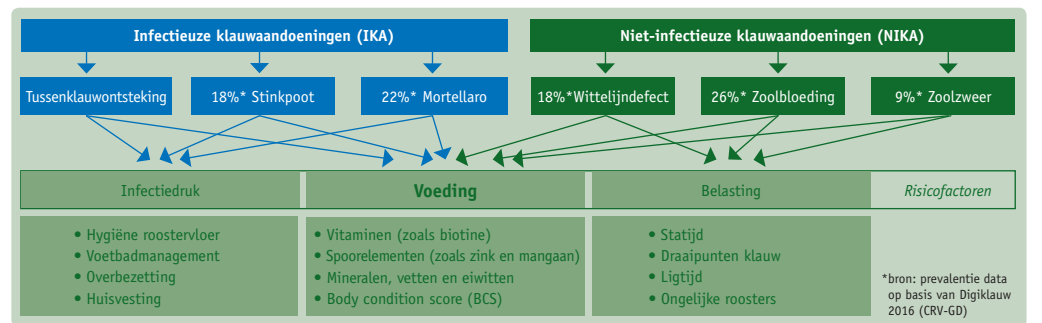 Infectieuze klauwaandoeningen (IKA)
Niet-infectieuze klauwaandoeningen (NIKA)
Tussenklauwontsteking
18%* Stinkpoot
22%* Mortellaro
18%*Wittelijndefect
26%* Zoolbloeding
9%* Zoolzweer
Infectiedruk
Voeding
Belasting
Risicofactoren
• Hygiëne roostervloer
• Voetbadmanagement
• Overbezetting
• Huisvesting
• Vitaminen (zoals biotine)
• Spoorelementen (zoals zink en mangaan)
• Mineralen, vetten en eiwitten
• Body condition score (BCS)
• Statijd
• Draaipunten klauw
• Ligtijd
• Ongelijke roosters
*bron: prevalentie data
op basis van Digiklauw
2016 (CRV-GD)